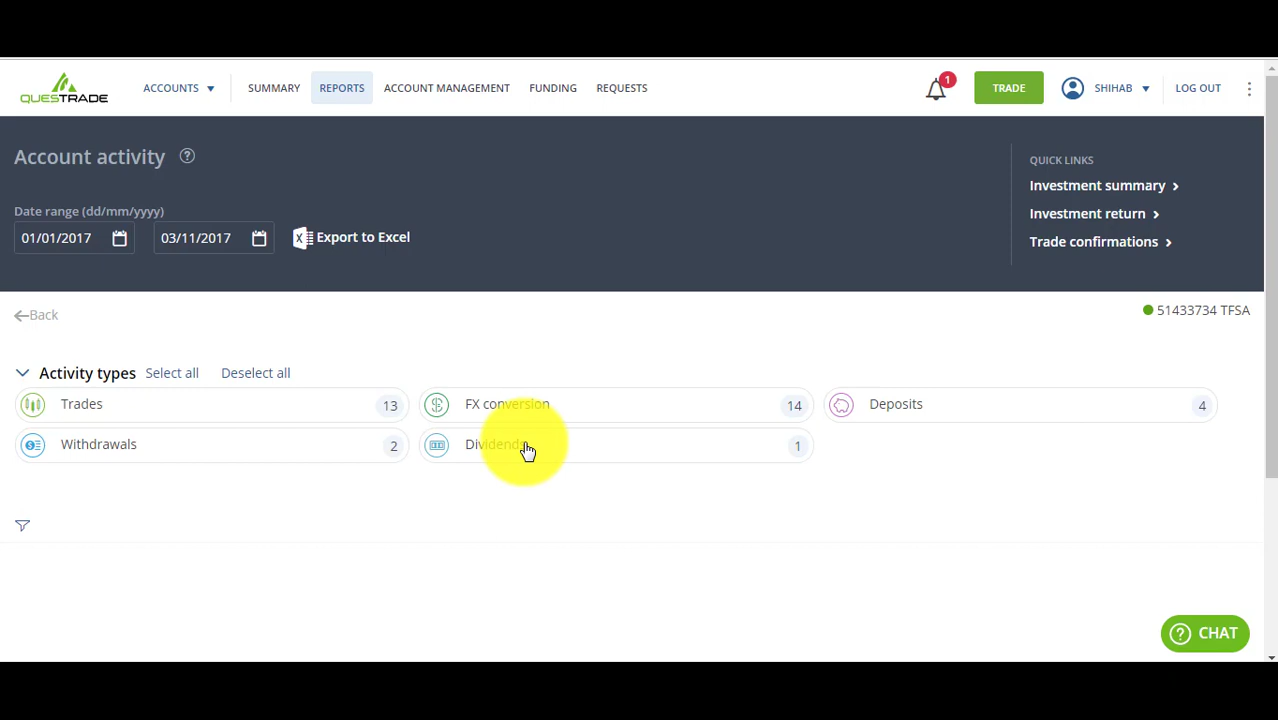 QUESTRADE
ACCOUNTS
SUMMARY
REPORTS
ACCOUNT MANAGEMENT
FUNDING
REQUESTS
1
TRADE
SHIHAB
LOG OUT
Account activity
?
Date range (dd/mm/yyyy)
01/01/2017
03/11/2017
Export to Excel
QUICK LINKS
Investment summary
Investment return
Trade confirmations
Back
51433734 TFSA
Activity types Select all Deselect all
Trades 13
FX conversion 14
Deposits 4
Withdrawals 2
Dividends 1
? CHAT